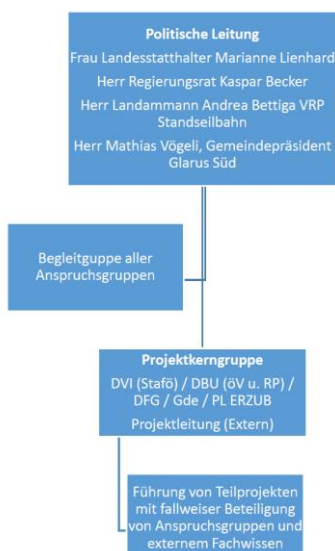 Politische Leitung
Frau Landesstatthalter Marianne Lienhard
Herr Regierungsrat Kaspar Becker
Herr Landammann Andrea Bettiga VRP
Standseilbahn
Herr Mathias Vögeli, Gemeindepräsident
Glarus Süd
Begleitguppe aller
Anspruchsgruppen
Projektkerngruppe
DVI (Stafö) / DBU (öV u. RP) /
DFG / Gde / PL ERZUB
Projektleitung (Extern)
Führung von Teilprojekten
mit fallweiser Beteiligung
von Anspruchsgruppen und
externem Fachwissen